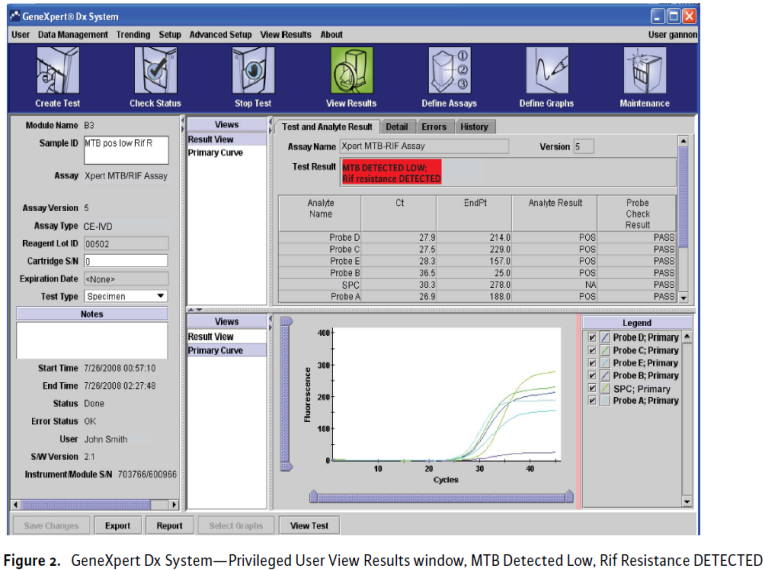 GeneXpert® Dx System
User Data Management Trending Setup Advanced Setup View Results About User gannon
Create Test Check Status Stop Test View Results Define Assays Define Graphs Maintenance
Module Name B3
Sample ID MTB pos low Rif R
Assay Xpert MTB/RIF Assay
Assay Version 5
Assay Type CE-IVD
Reagent Lot ID 00502
Cartridge S/N 0
Expiration Date <None>
Test Type Specimen
Notes
Start Time 7/26/2008 00:57:10
End Time 7/26/2008 02:27:48
Status Done
Error Status OK
User John Smith
S/W Version 2.1
Instrument/Module S/N 703766/600966
Views
Result View
Primary Curve
Test and Analyte Result Detail Errors History
Assay Name Xpert MTB-RIF Assay Version 5
Test Result MTB DETECTED LOW;
Rif resistance DETECTED
Analyte Name Ct EndPt Analyte Result Probe Check Result
Probe D 27.9 214.0 POS PASS
Probe C 27.5 229.0 POS PASS
Probe E 28.3 157.0 POS PASS
Probe B 36.5 25.0 POS PASS
SPC 30.3 278.0 NA PASS
Probe A 26.9 188.0 POS PASS
Views
Result View
Primary Curve
Fluorescence
400
300
200
100
0
10 20 30 40
Cycles
Legend
Probe D; Primary
Probe C; Primary
Probe E; Primary
Probe B; Primary
SPC; Primary
Probe A; Primary
Save Changes Export Report Select Graphs View Test
Figure 2. GeneXpert Dx System—Privileged User View Results window, MTB Detected Low, Rif Resistance DETECTED